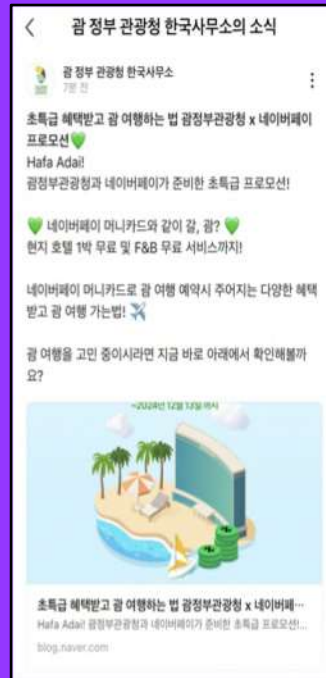 괌 정부 관광청 한국사무소의 소식
괌 정부 관광청 한국사무소
7분 전
초특급 혜택받고 괌 여행하는 법 괌정부관광청 x 네이버페이
프로모션💚
Hafa Adai!
괌정부관광청과 네이버페이가 준비한 초특급 프로모션!
💚 네이버페이 머니카드와 같이 갈, 괌? 💚
현지 호텔 1박 무료 및 F&B 무료 서비스까지!
네이버페이 머니카드로 괌 여행 예약시 주어지는 다양한 혜택
받고 괌 여행 가는법! ✈️
괌 여행을 고민 중이시라면 지금 바로 아래에서 확인해볼까
요?
~2024년 12월 13일 까지
초특급 혜택받고 괌 여행하는 법 괌정부관광청 x 네이버페…
Hafa Adai! 괌정부관광청과 네이버페이가 준비한 초특급 프로모션!...
blog.naver.com